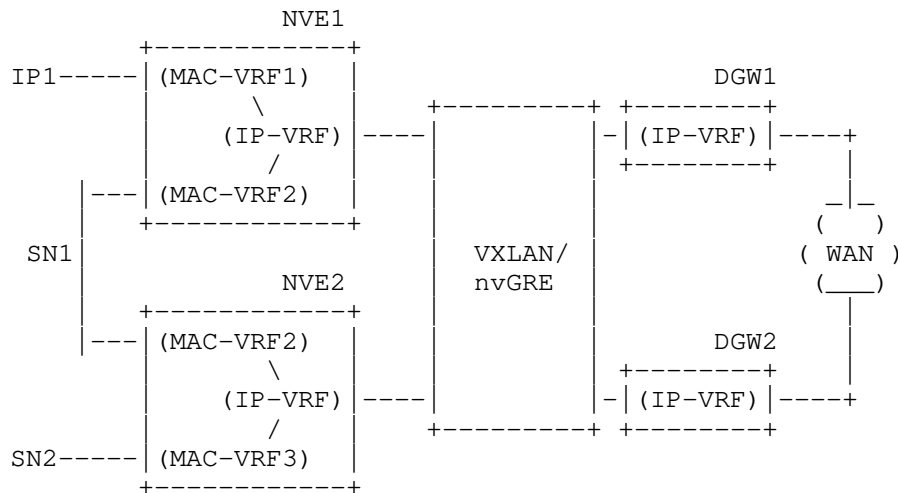 NVE1
IP1 (MAC-VRF1) DGW1
(IP-VRF) (IP-VRF)
(MAC-VRF2)
SN1 VXLAN/ ( WAN )
NVE2 nvGRE
(MAC-VRF2) DGW2
(IP-VRF) (IP-VRF)
SN2 (MAC-VRF3)